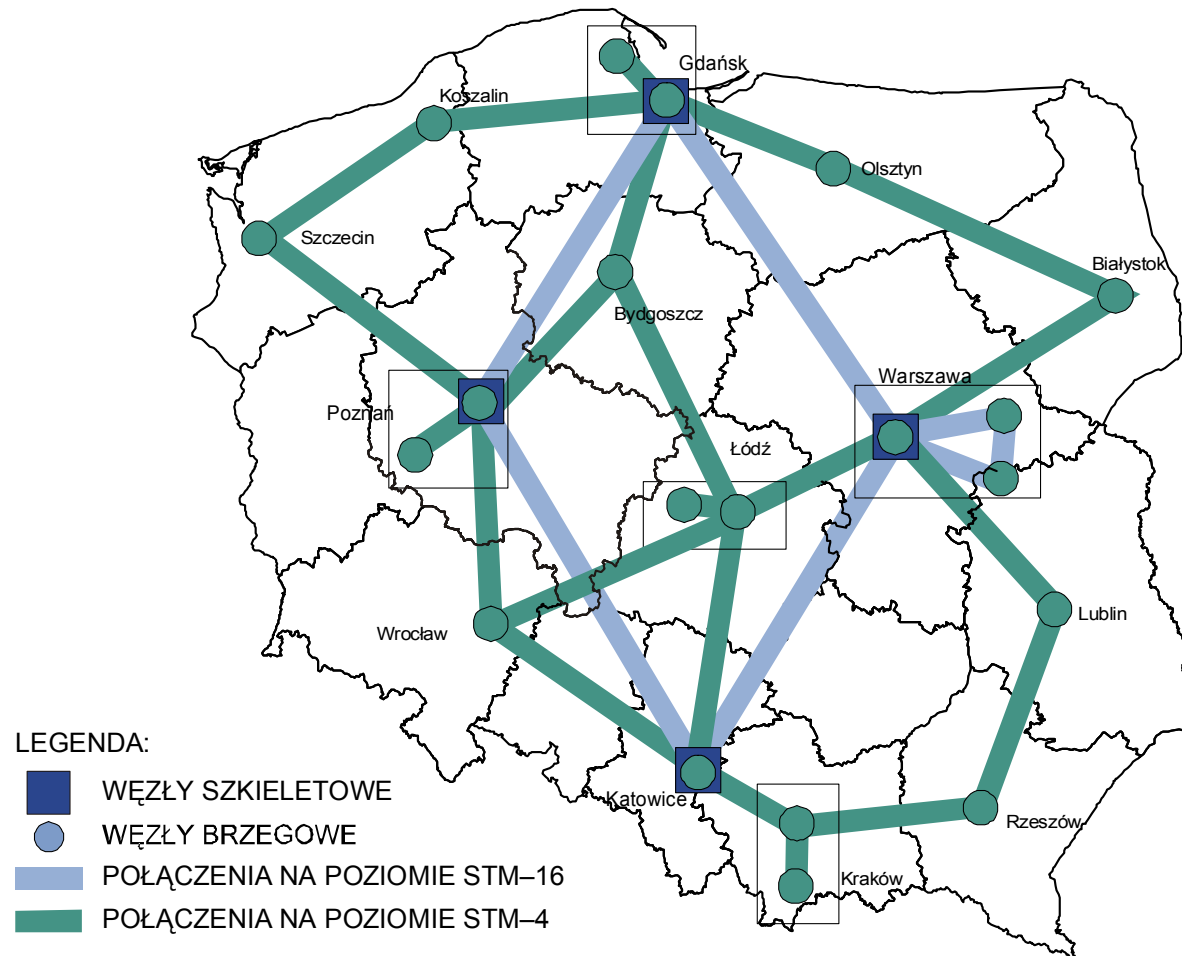 Gdańsk
Koszalin
Olsztyn
Szczecin
Białystok
Bydgoszcz
Warszawa
Poznań
Łódź
Wrocław
Lublin
Katowice
Rzeszów
Kraków
LEGENDA:
WĘZŁY SZKIELETOWE
WĘZŁY BRZEGOWE
POŁĄCZENIA NA POZIOMIE STM–16
POŁĄCZENIA NA POZIOMIE STM–4